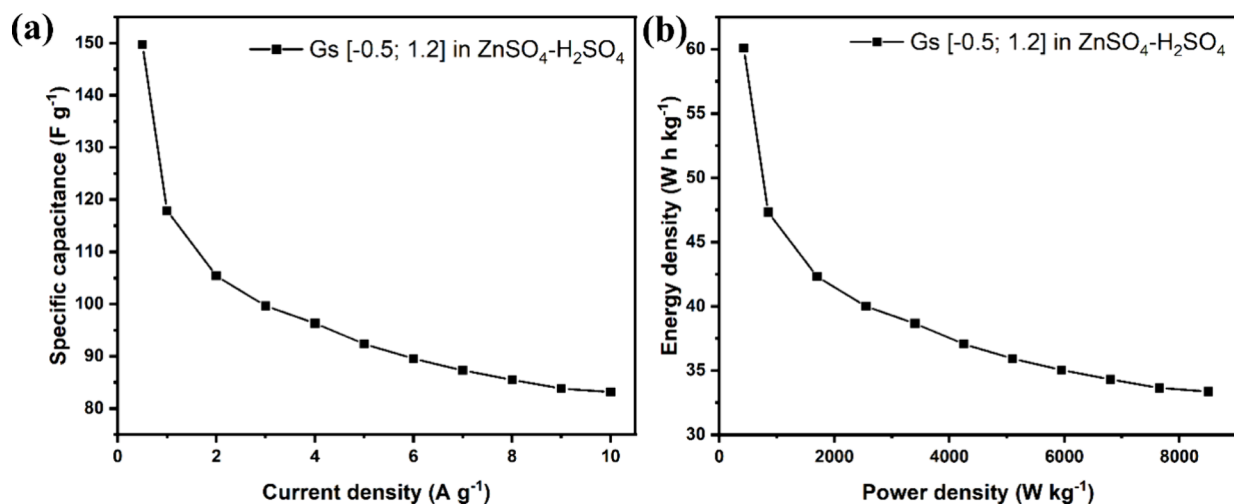 (a)
Gs [-0.5; 1.2] in ZnSO₄-H₂SO₄
Specific capacitance (F g⁻¹)
150
140
130
120
110
100
90
80
0 2 4 6 8 10
Current density (A g⁻¹)
(b)
Gs [-0.5; 1.2] in ZnSO₄-H₂SO₄
Energy density (W h kg⁻¹)
60
55
50
45
40
35
30
0 2000 4000 6000 8000
Power density (W kg⁻¹)